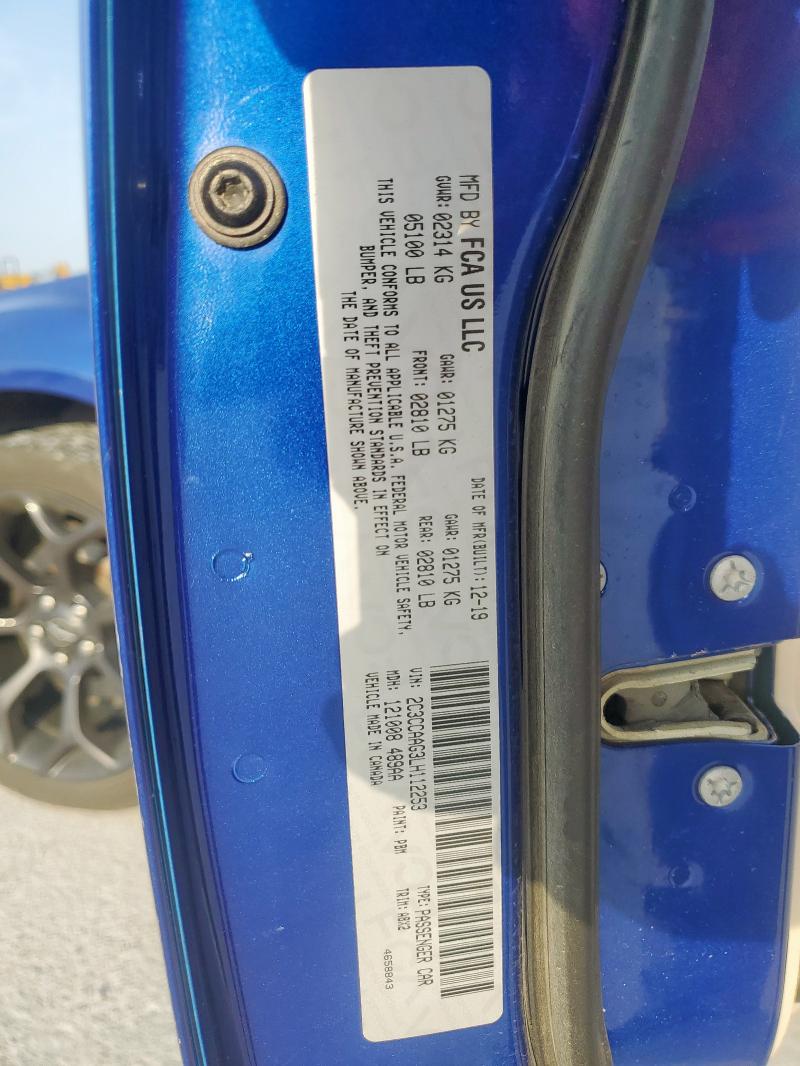 MFD BY FCA US LLC DATE OF MFR(BUILT): 12-19
GVWR: 02314 KG GAWR: 01275 KG GAWR: 01275 KG
05100 LB FRONT: 02810 LB REAR: 02810 LB
THIS VEHICLE CONFORMS TO ALL APPLICABLE U.S.A. FEDERAL MOTOR VEHICLE SAFETY,
BUMPER, AND THEFT PREVENTION STANDARDS IN EFFECT ON
THE DATE OF MANUFACTURE SHOWN ABOVE.
VIN: 2C3CCAAG3LH112253 TYPE: PASSENGER CAR
MDH: 121008 489AA PAINT: PBM TRIM: A8X2
VEHICLE MADE IN CANADA 4658843